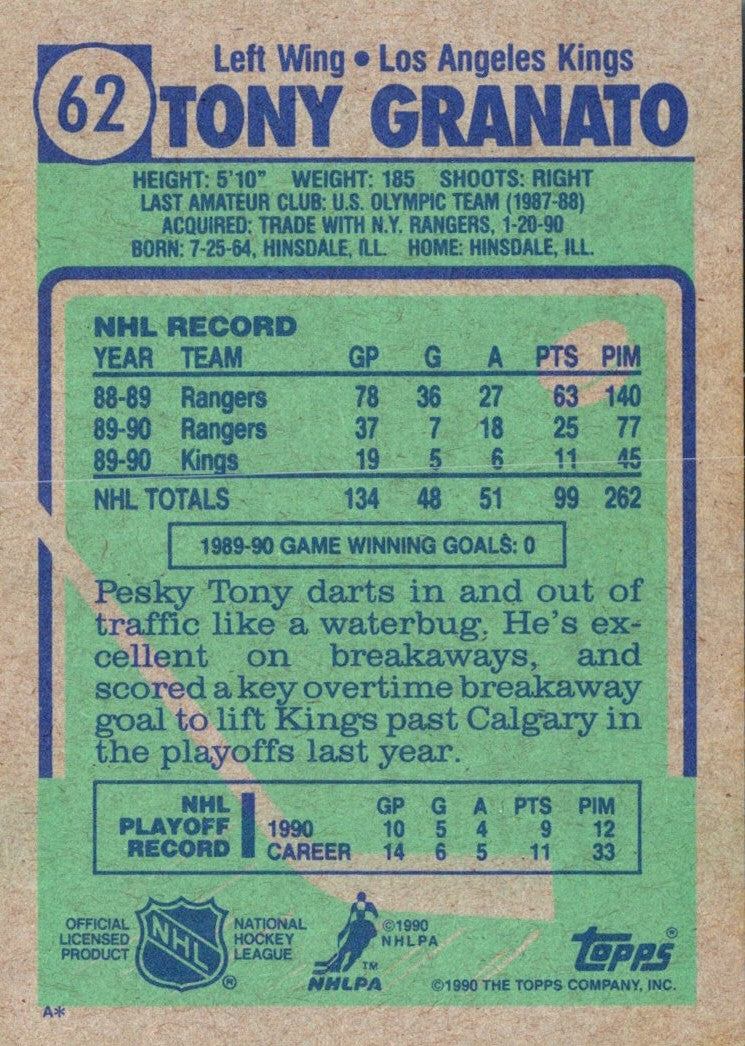 62
Left Wing • Los Angeles Kings
TONY GRANATO
HEIGHT: 5'10" WEIGHT: 185 SHOOTS: RIGHT
LAST AMATEUR CLUB: U.S. OLYMPIC TEAM (1987-88)
ACQUIRED: TRADE WITH N.Y. RANGERS, 1-20-90
BORN: 7-25-64, HINSDALE, ILL. HOME: HINSDALE, ILL.
NHL RECORD
YEAR TEAM GP G A PTS PIM
88-89 Rangers 78 36 27 63 140
89-90 Rangers 37 7 18 25 77
89-90 Kings 19 5 6 11 45
NHL TOTALS 134 48 51 99 262
1989-90 GAME WINNING GOALS: 0
Pesky Tony darts in and out of
traffic like a waterbug. He's ex-
cellent on breakaways, and
scored a key overtime breakaway
goal to lift Kings past Calgary in
the playoffs last year.
NHL PLAYOFF RECORD
GP G A PTS PIM
1990 10 5 4 9 12
CAREER 14 6 5 11 33
OFFICIAL LICENSED PRODUCT
NHL
®
NATIONAL HOCKEY LEAGUE
TM
NHLPA
©1990 NHLPA
Topps®
©1990 THE TOPPS COMPANY, INC.
A*